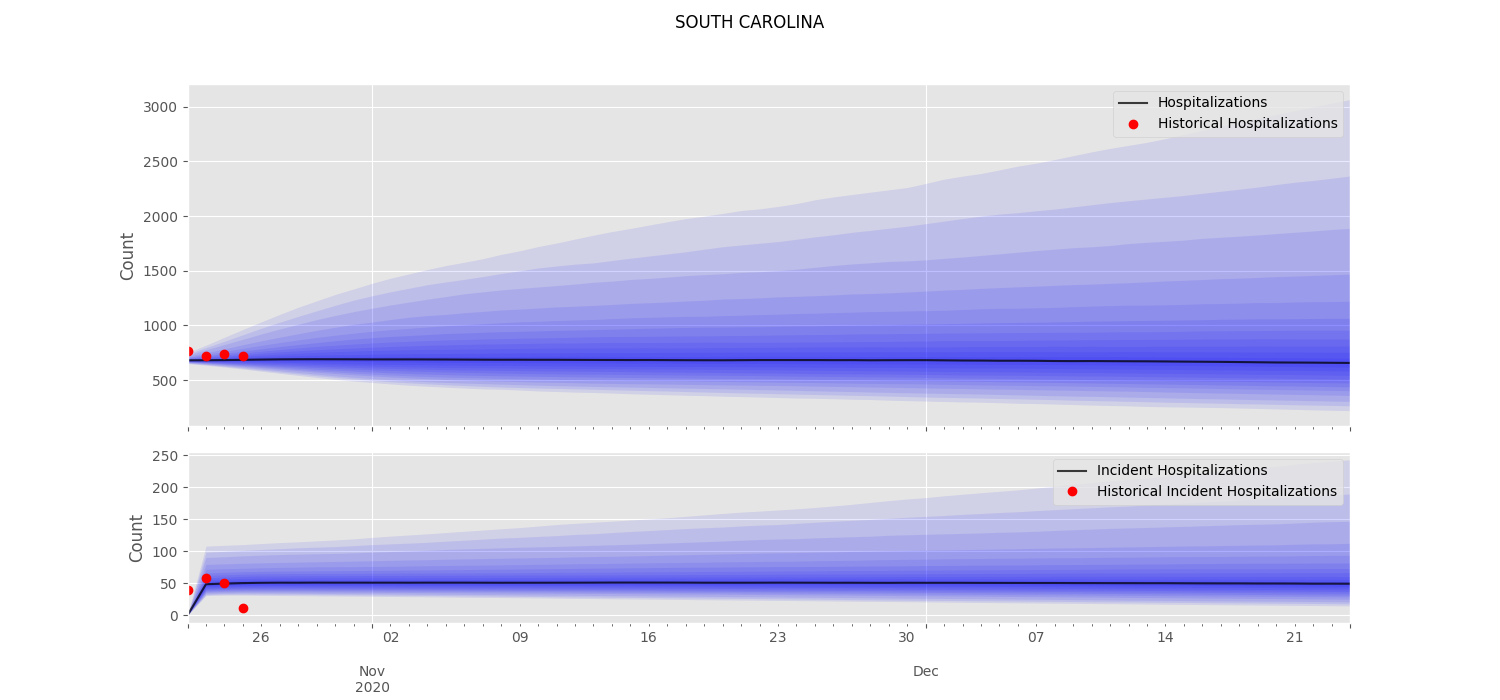 SOUTH CAROLINA
3000
2500
2000
1500
1000
500
Count
Hospitalizations
Historical Hospitalizations
250
200
150
100
50
0
Count
Incident Hospitalizations
Historical Incident Hospitalizations
26 02 09 16 23 30 07 14 21
Nov Dec
2020